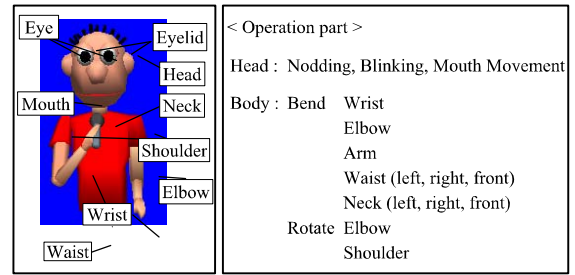 Eye
Eyelid
Head
Mouth
Neck
Shoulder
Elbow
Wrist
Waist
< Operation part >
Head : Nodding, Blinking, Mouth Movement
Body : Bend Wrist
Elbow
Arm
Waist (left, right, front)
Neck (left, right, front)
Rotate Elbow
Shoulder